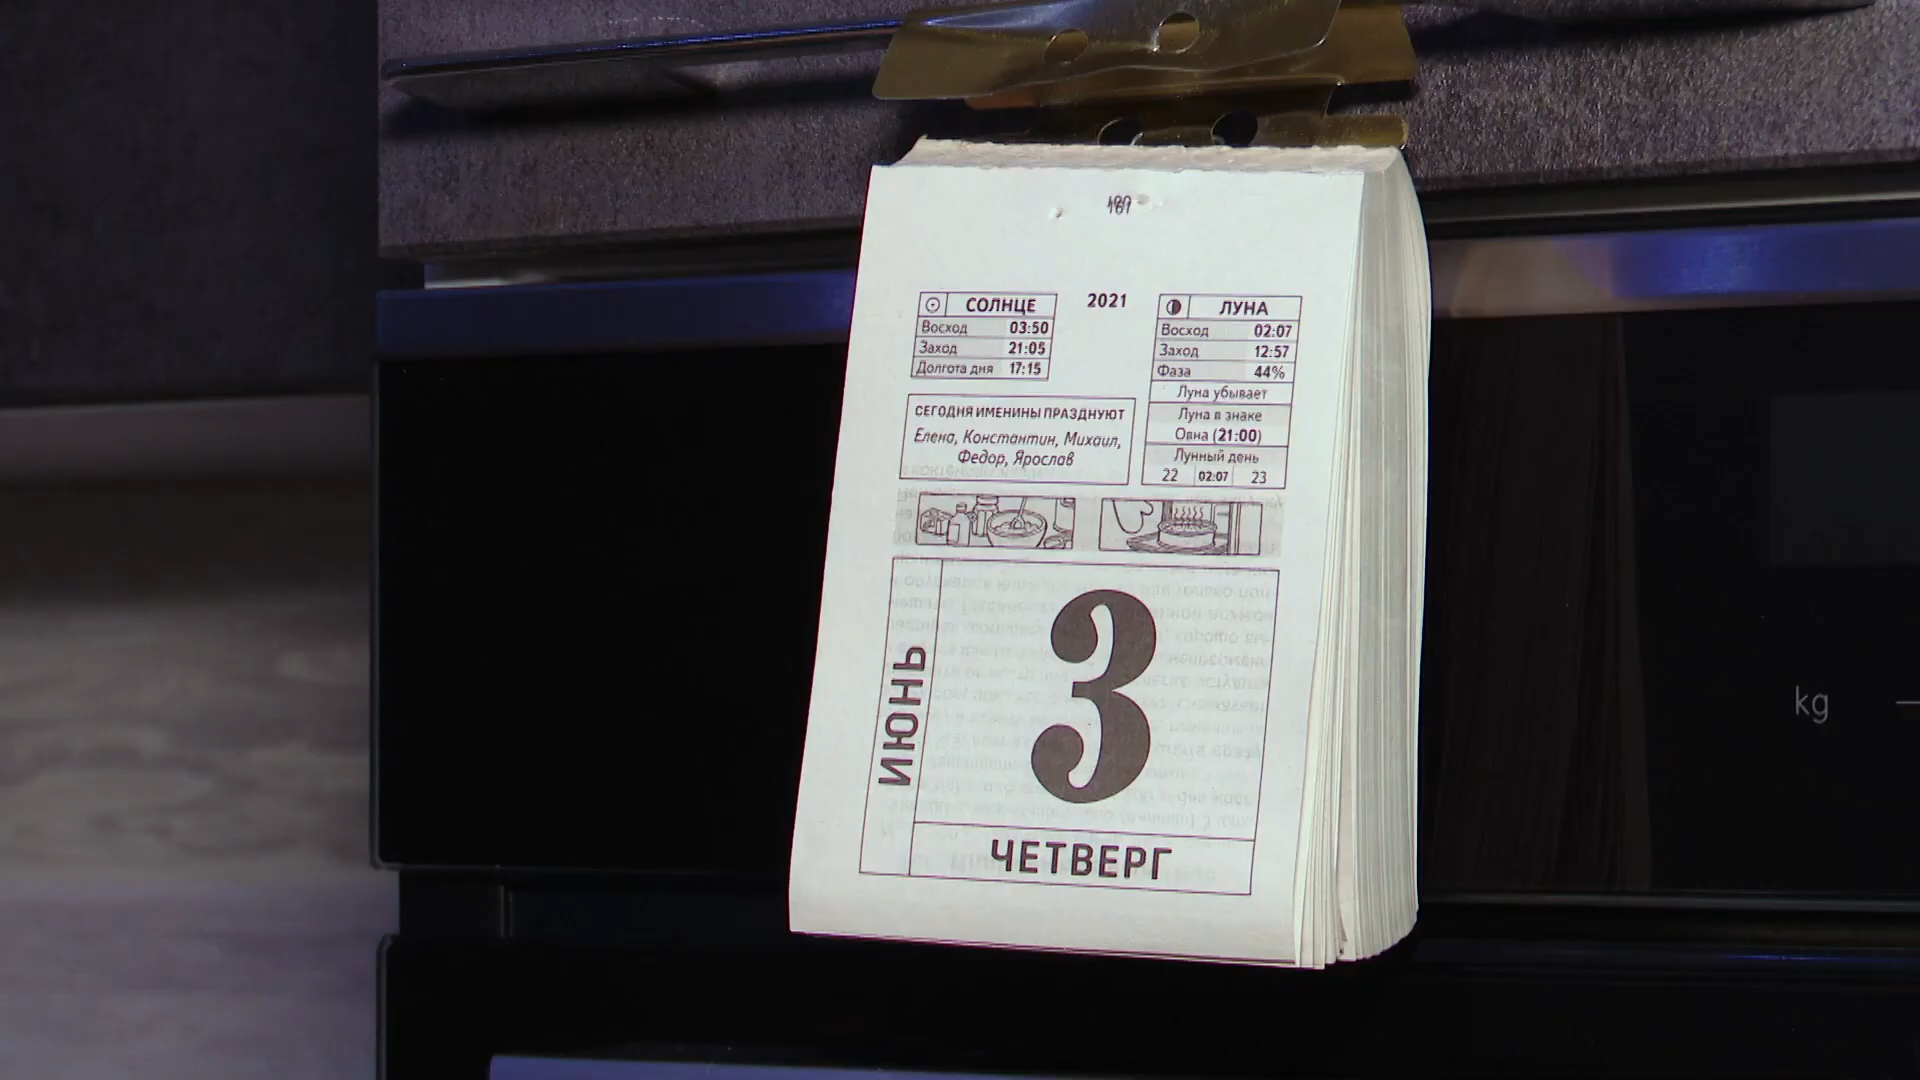 2021
СОЛНЦЕ
Восход 03:50
Заход 21:05
Долгота дня 17:15
ЛУНА
Восход 02:07
Заход 12:57
Фаза 44%
Луна убывает
Луна в знаке
Овна (21:00)
Лунный день
22 02:07 23
СЕГОДНЯ ИМЕНИНЫ ПРАЗДНУЮТ
Елена, Константин, Михаил,
Федор, Ярослав
ИЮНЬ
3
ЧЕТВЕРГ
kg